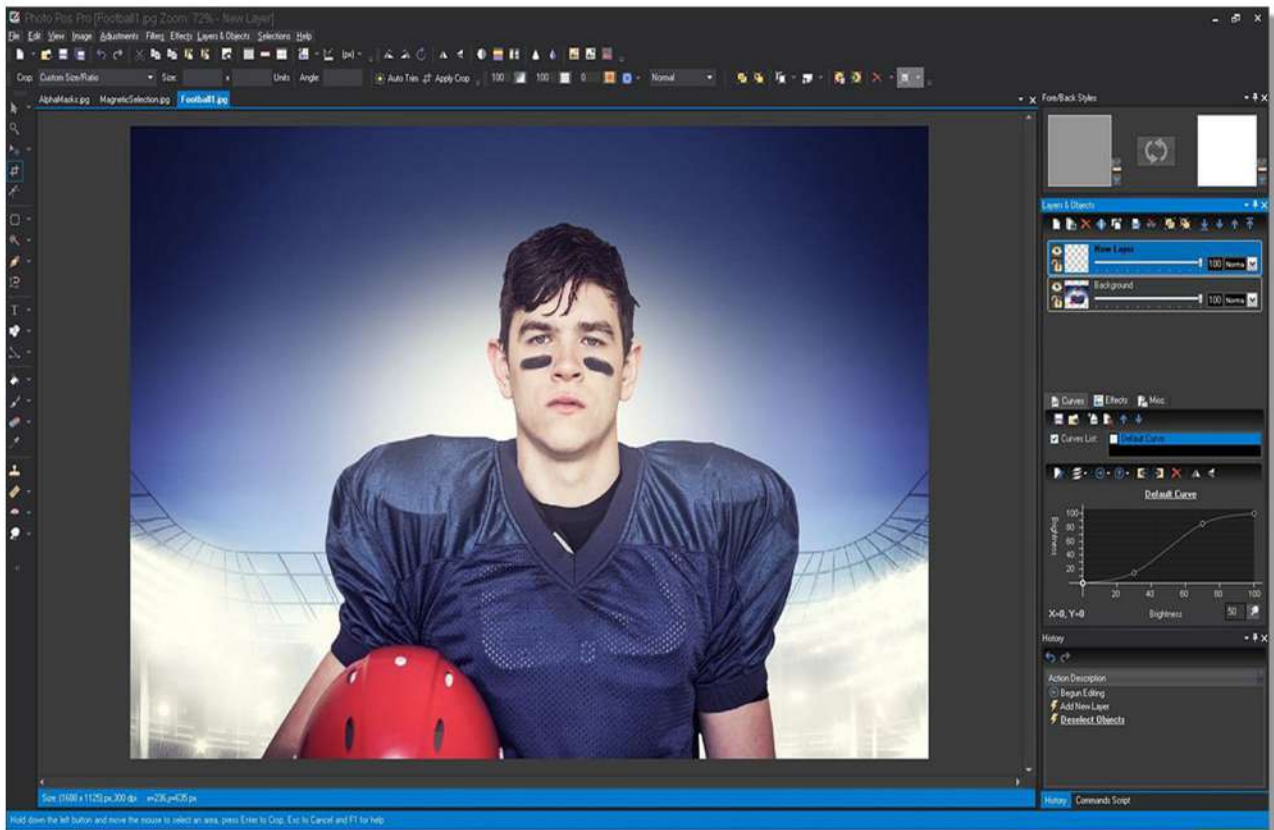 Photo Pos Pro [Football1.jpg Zoom: 72% - New Layer]
File Edit View Image Adjustments Filters Effects Layers & Objects Selections Help
Crop: Custom Size/Ratio Size: x Units Angle: Auto Trim Apply Crop 100 100 0 Normal
AlphaMasks.jpg MagneticSelection.jpg Football1.jpg
Fore/Back Styles
Layers & Objects
New Layer
100 Norma
Background
100 Norma
Curves Effects Misc
Curves List: Default Curve
Default Curve
Brightness
100
80
60
40
20
20 40 60 80 100
X=0, Y=0 Brightness 50
History
Action Description
Begun Editing
Add New Layer
Deselect Objects
History Commands Script
Size: (1600 x 1125) px,300 dpi x=236,y=635 px
Hold down the left button and move the mouse to select an area, press Enter to Crop, Esc to Cancel and F1 for help